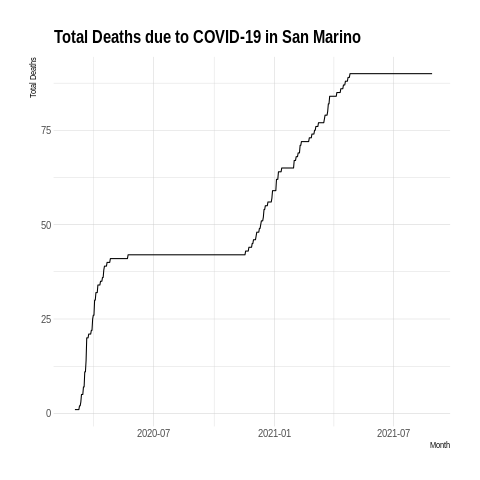 Total Deaths due to COVID-19 in San Marino
Total Deaths
75
50
25
0
2020-07
2021-01
2021-07
Month